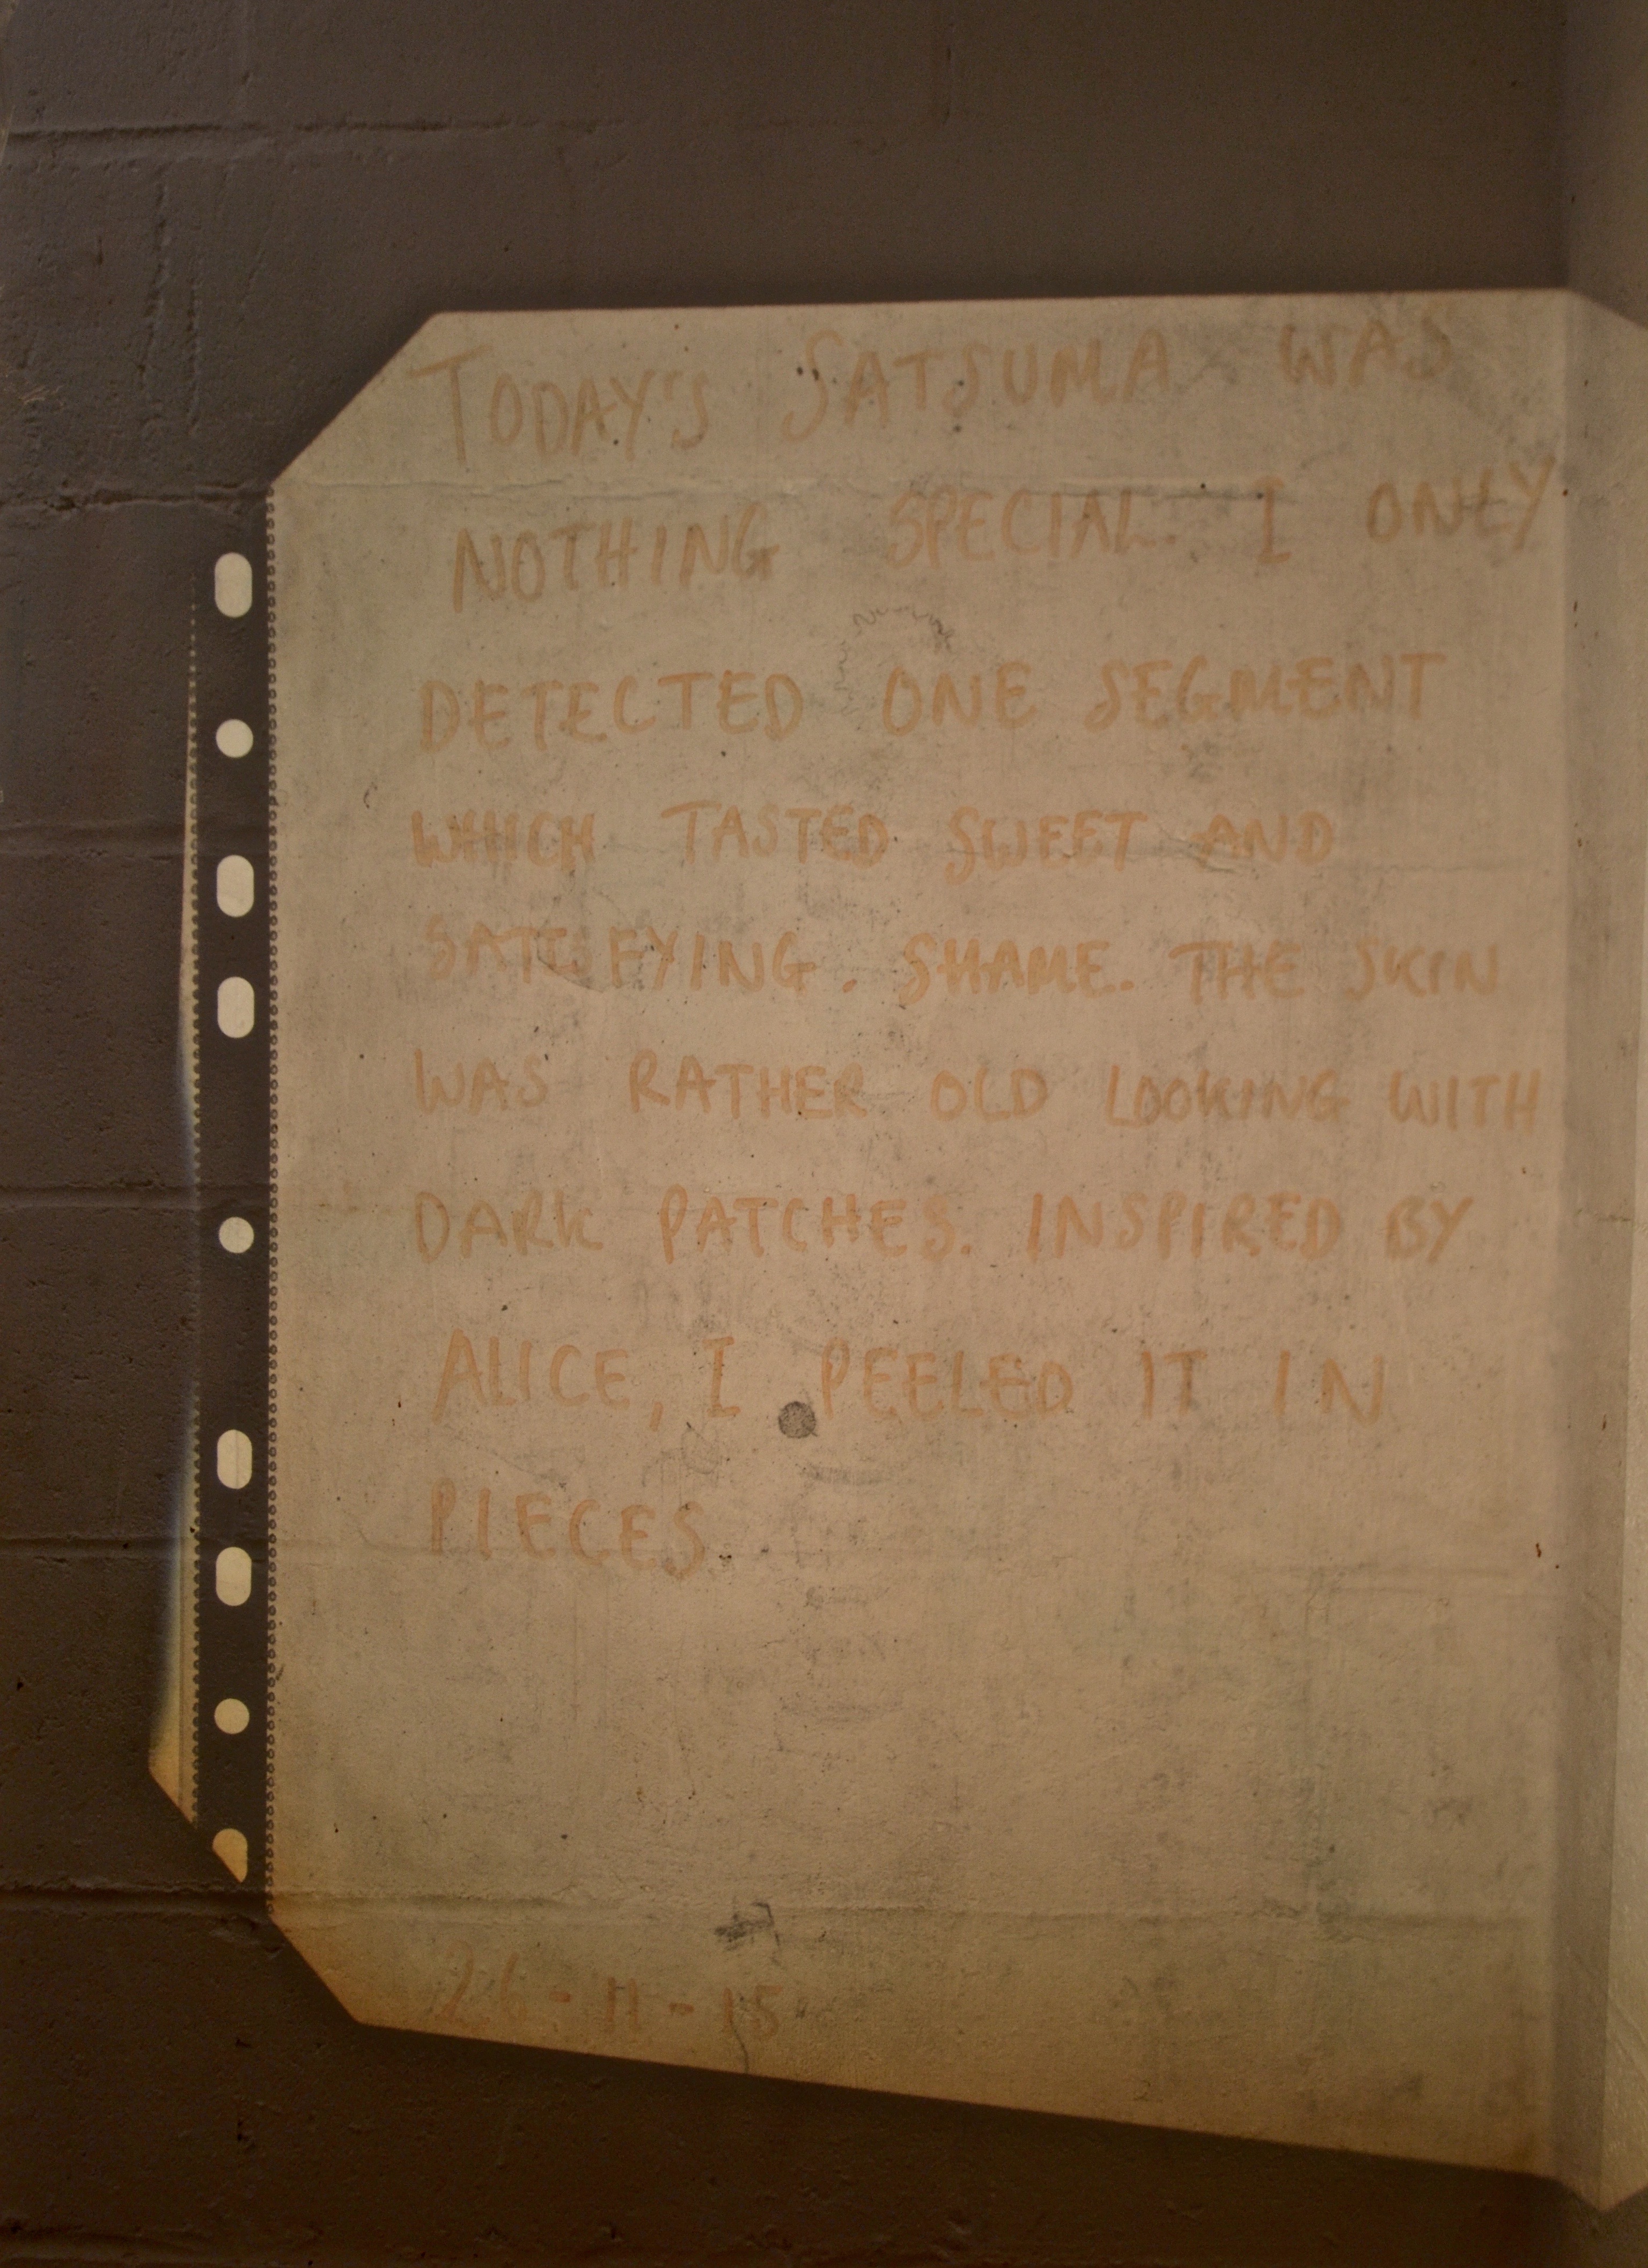 TODAY'S SATSUMA WAS
NOTHING SPECIAL. I ONLY
DETECTED ONE SEGMENT
WHICH TASTED SWEET AND
SATISFYING. SHAME. THE SKIN
WAS RATHER OLD LOOKING WITH
DARK PATCHES. INSPIRED BY
ALICE, I PEELED IT IN
PIECES.
26-11-15